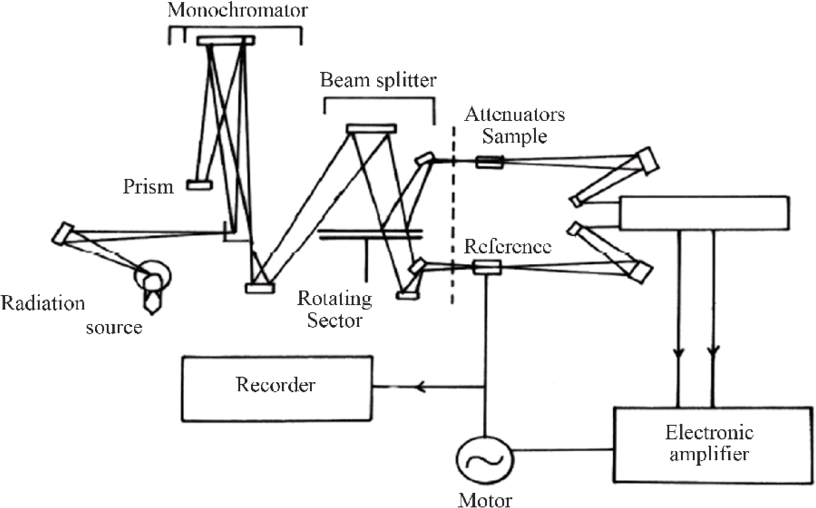 Monochromator
Beam splitter
Attenuators
Sample
Prism
Radiation
source
Rotating
Sector
Reference
Recorder
Electronic
amplifier
Motor